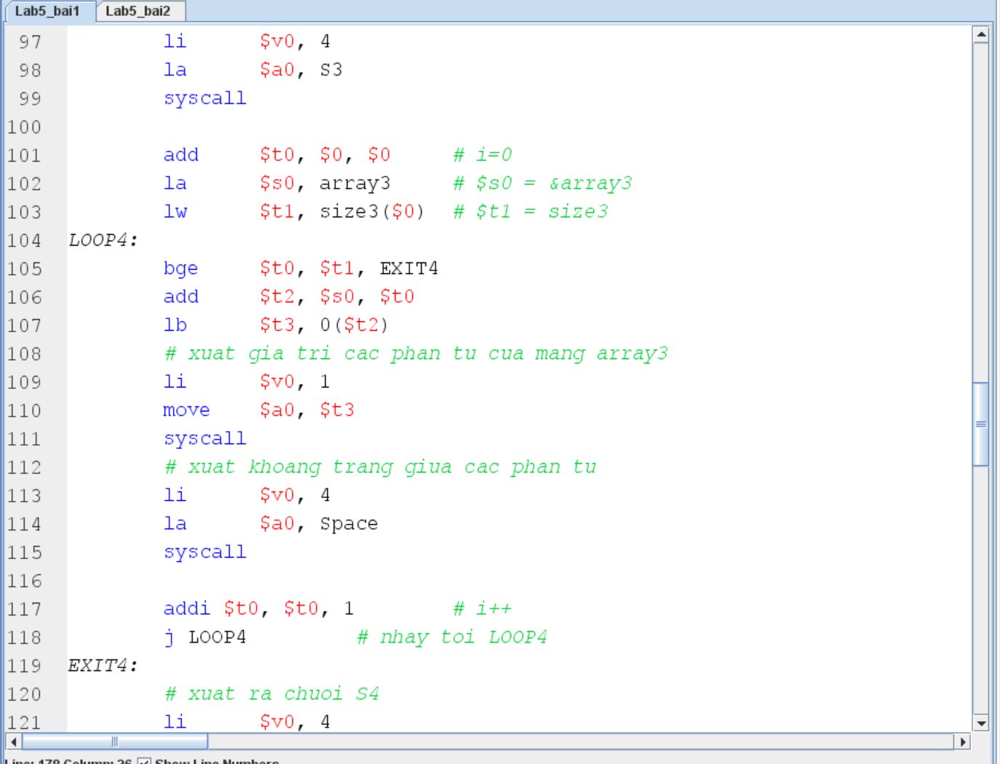 Lab5_bai1 Lab5_bai2
97 li $v0, 4
98 la $a0, S3
99 syscall
100
101 add $t0, $0, $0 # i=0
102 la $s0, array3 # $s0 = &array3
103 lw $t1, size3($0) # $t1 = size3
104 LOOP4:
105 bge $t0, $t1, EXIT4
106 add $t2, $s0, $t0
107 lb $t3, 0($t2)
108 # xuat gia tri cac phan tu cua mang array3
109 li $v0, 1
110 move $a0, $t3
111 syscall
112 # xuat khoang trang giua cac phan tu
113 li $v0, 4
114 la $a0, Space
115 syscall
116
117 addi $t0, $t0, 1 # i++
118 j LOOP4 # nhay toi LOOP4
119 EXIT4:
120 # xuat ra chuoi S4
121 li $v0, 4
Line: 178 Column: 26 Show Line Numbers